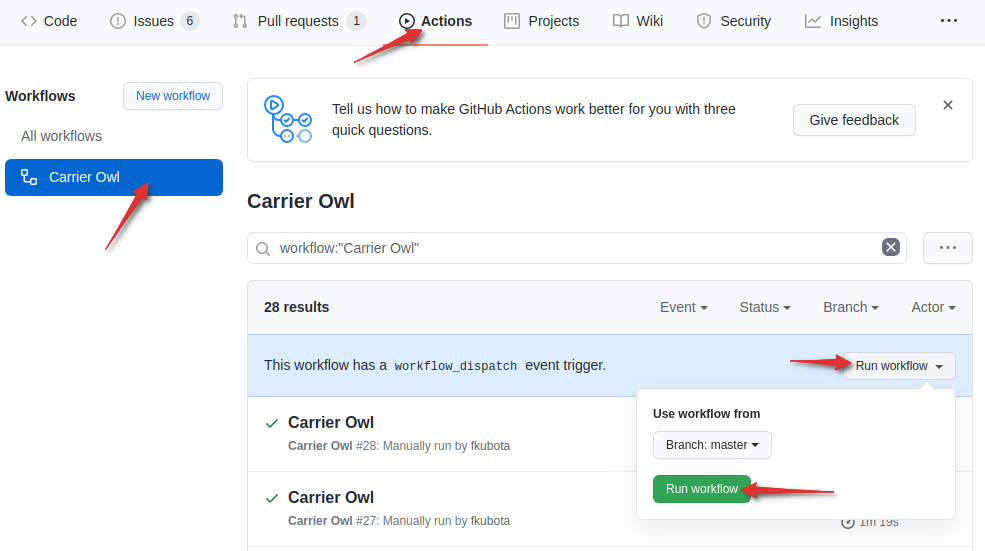 Code Issues 6 Pull requests 1 Actions Projects Wiki Security Insights
Workflows New workflow
All workflows
Carrier Owl
Tell us how to make GitHub Actions work better for you with three
quick questions.
Give feedback
Carrier Owl
workflow:"Carrier Owl"
28 results Event Status Branch Actor
This workflow has a workflow_dispatch event trigger.
Run workflow
Use workflow from
Branch: master
Run workflow
Carrier Owl
Carrier Owl #28: Manually run by fkubota
Carrier Owl
Carrier Owl #27: Manually run by fkubota
1m 19s